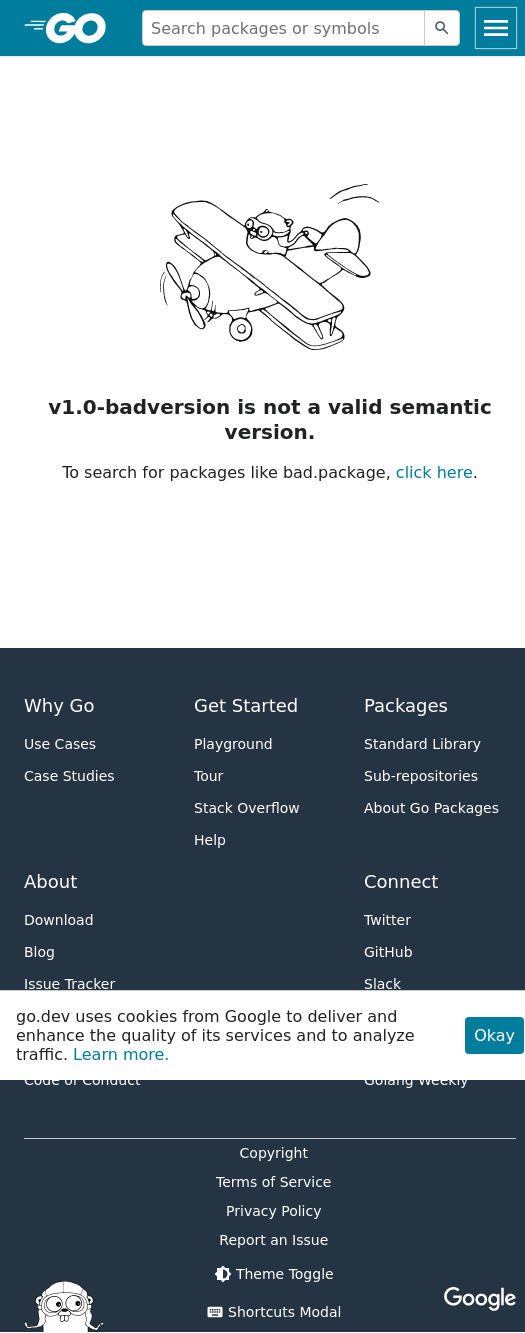 GO
Search packages or symbols
v1.0-badversion is not a valid semantic
version.
To search for packages like bad.package, click here.
Why Go
Use Cases
Case Studies
Get Started
Playground
Tour
Stack Overflow
Help
Packages
Standard Library
Sub-repositories
About Go Packages
About
Download
Blog
Issue Tracker
Connect
Twitter
GitHub
Slack
go.dev uses cookies from Google to deliver and
enhance the quality of its services and to analyze
traffic. Learn more.
Okay
Code of Conduct
Golang Weekly
Copyright
Terms of Service
Privacy Policy
Report an Issue
Theme Toggle
Shortcuts Modal
Google